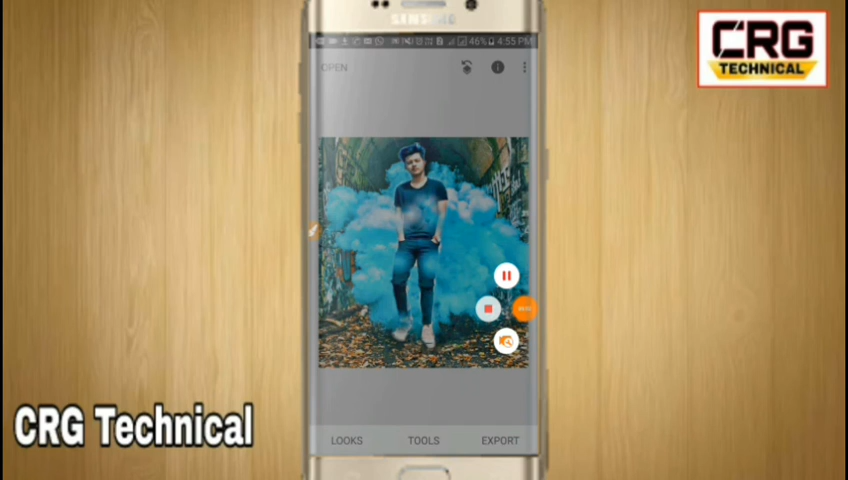 SAMSUNG
46% 4:55 PM
OPEN
CRG
TECHNICAL
LOOKS TOOLS EXPORT
CRG Technical